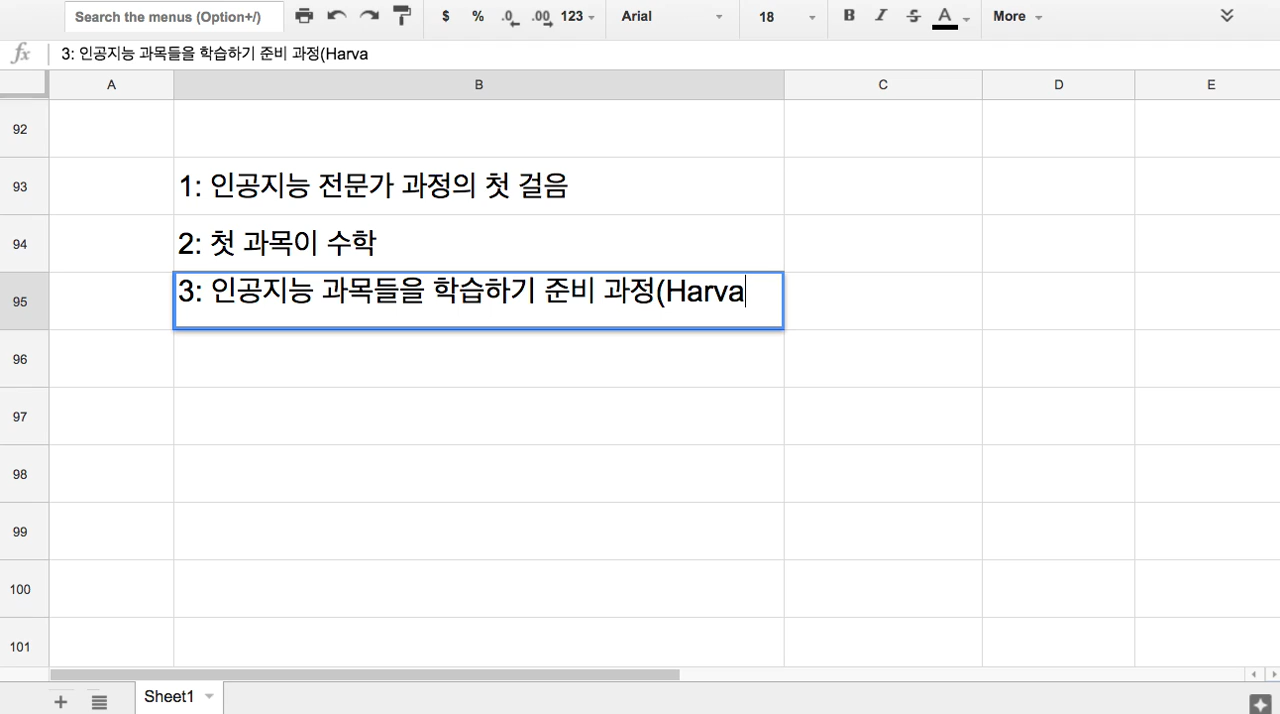 Search the menus (Option+/) $ % .0 .00 123 Arial 18 B I S A More
fx 3: 인공지능 과목들을 학습하기 준비 과정(Harva
A B C D E
92
93 1: 인공지능 전문가 과정의 첫 걸음
94 2: 첫 과목이 수학
95 3: 인공지능 과목들을 학습하기 준비 과정(Harva
96
97
98
99
100
101
Sheet1